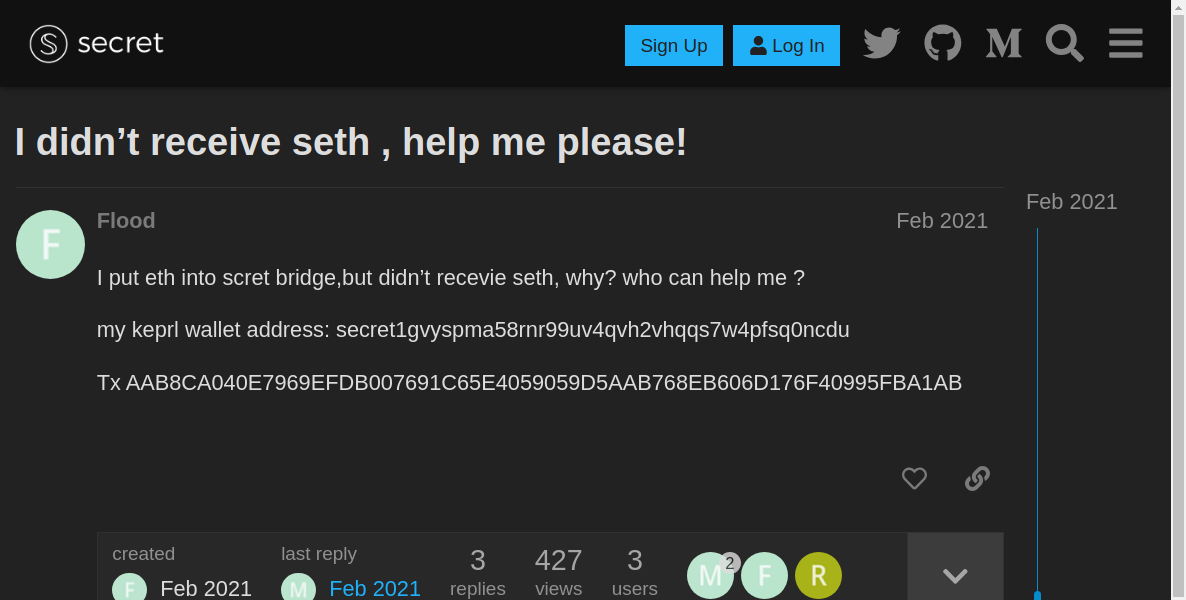 secret
Sign Up
Log In
I didn’t receive seth , help me please!
Flood
Feb 2021
Feb 2021
F
I put eth into scret bridge,but didn’t recevie seth, why? who can help me ?
my keprl wallet address: secret1gvyspma58rnr99uv4qvh2vhqqs7w4pfsq0ncdu
Tx AAB8CA040E7969EFDB007691C65E4059059D5AAB768EB606D176F40995FBA1AB
created
last reply
3
427
3
M
2
F
R
F
Feb 2021
M
Feb 2021
replies
views
users